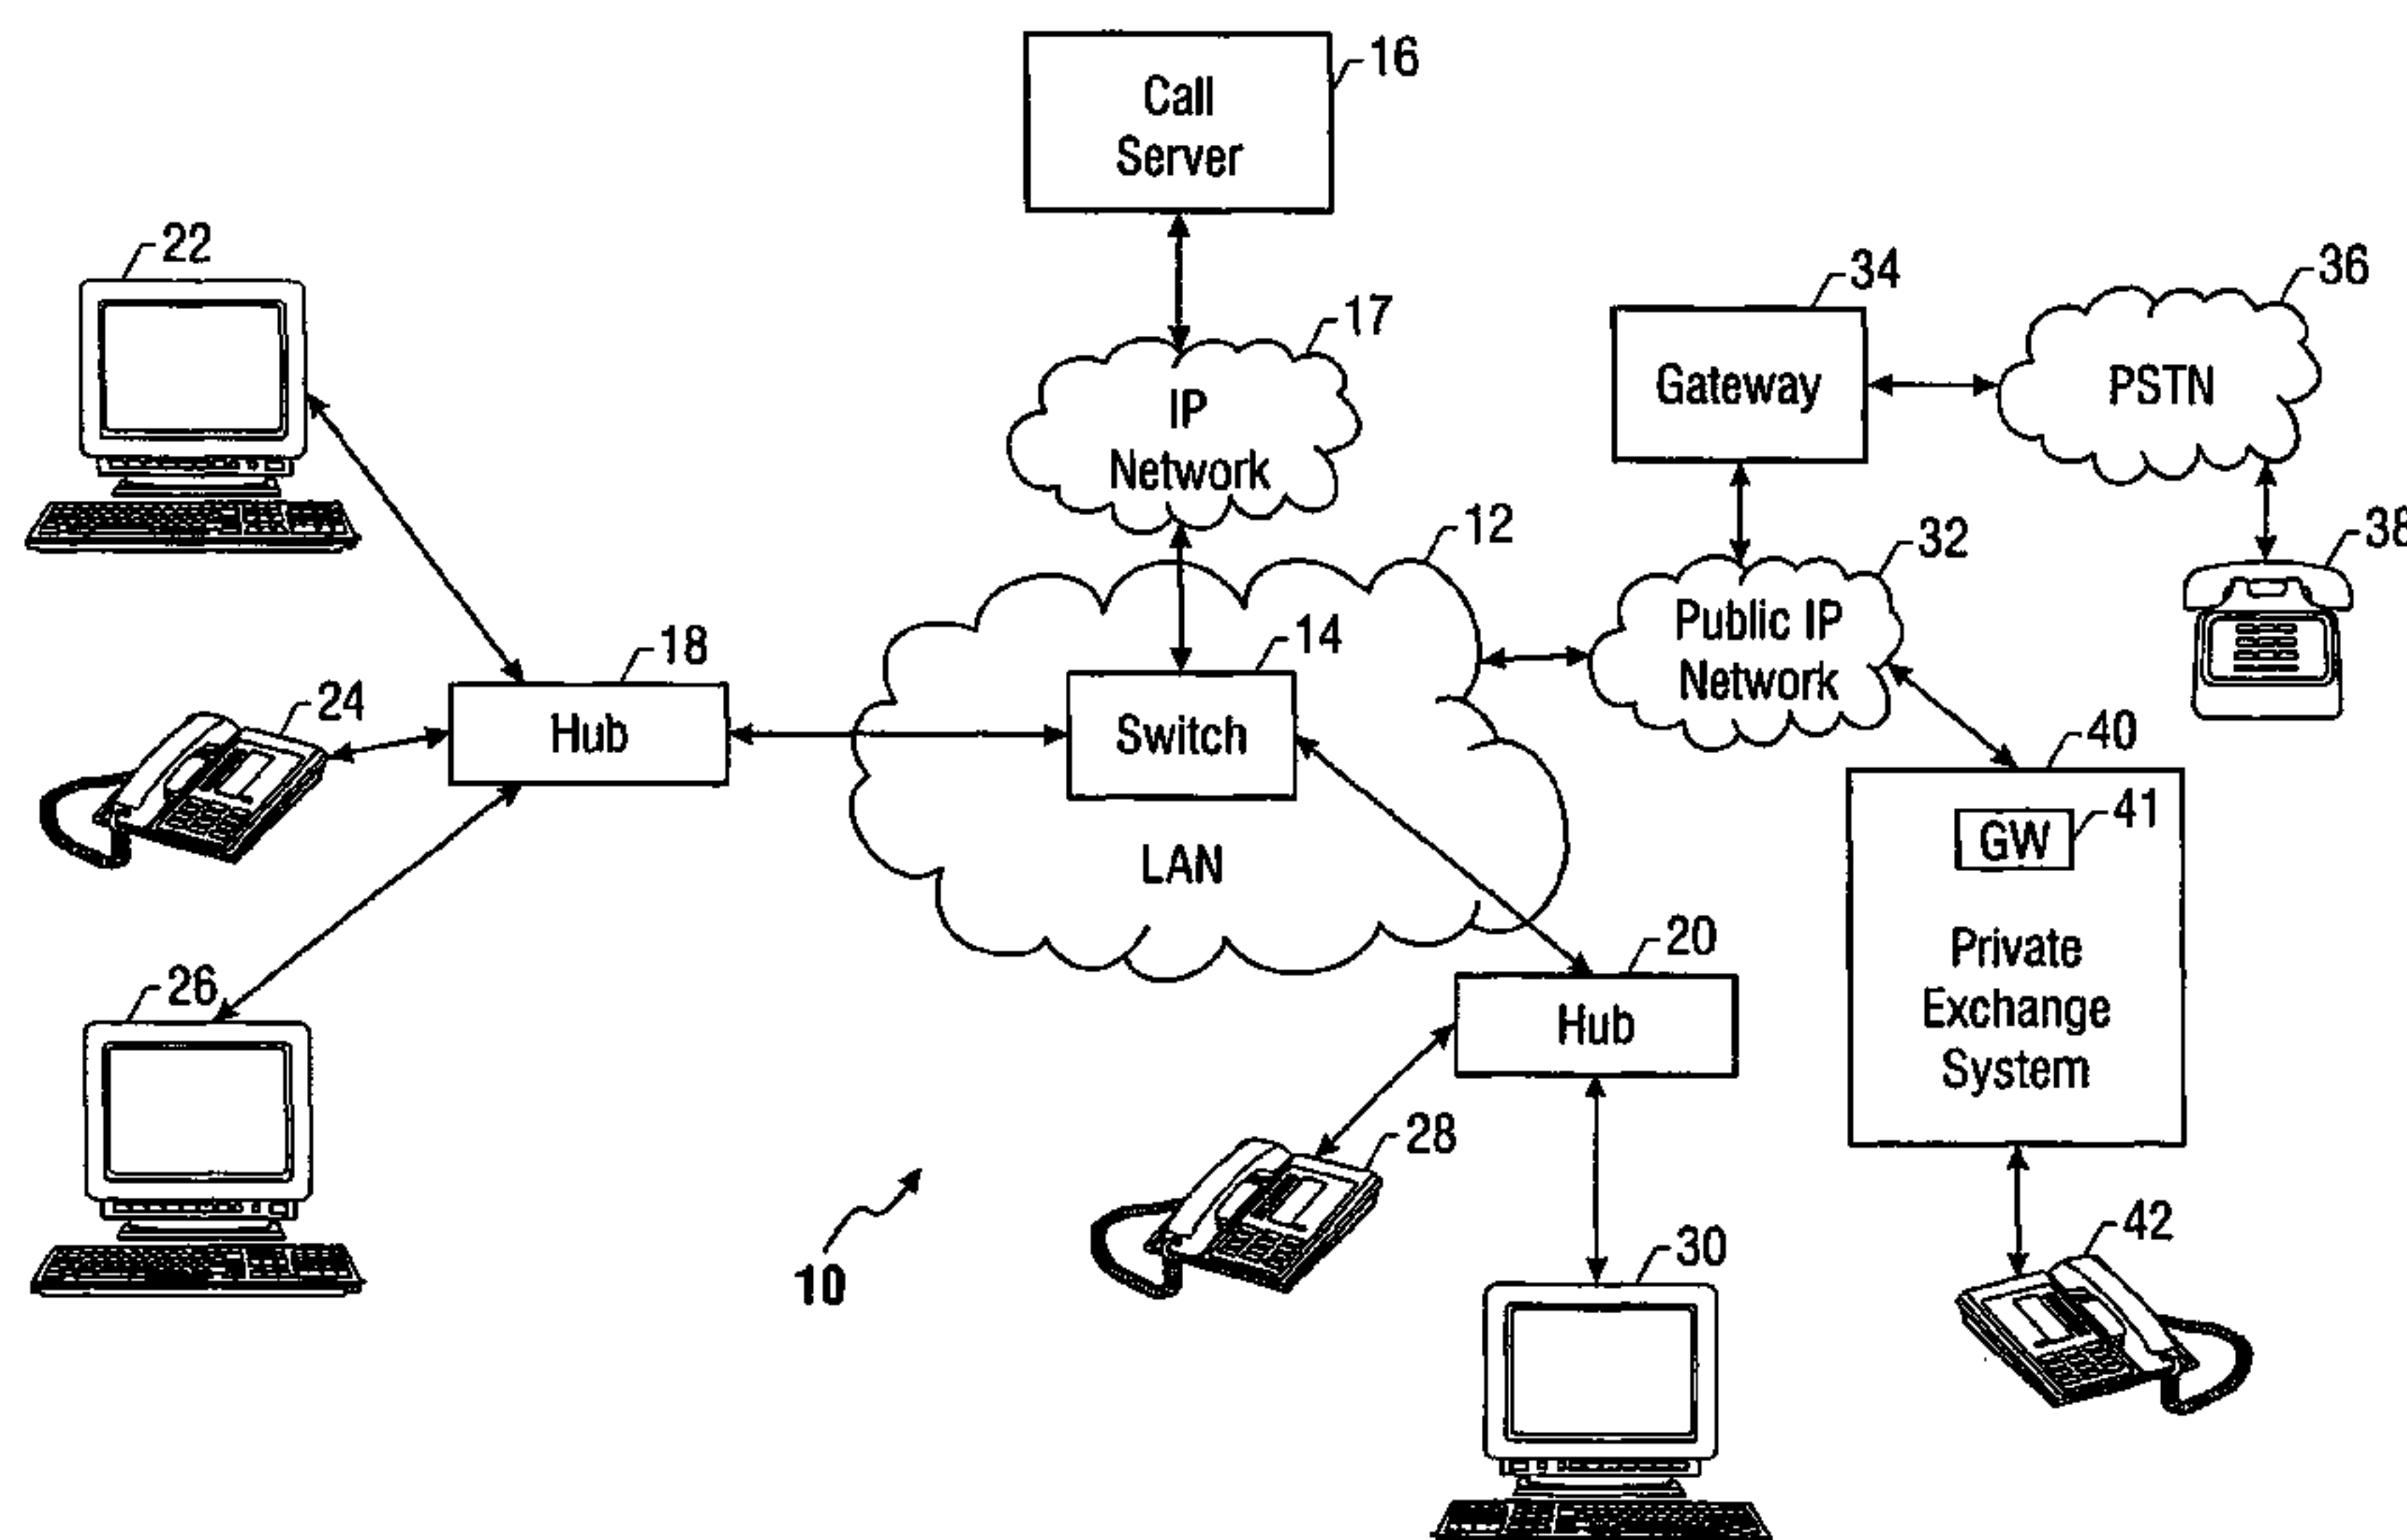 16
Call
Server
22
17
IP
Network
34
Gateway
36
PSTN
12
32
Public IP
Network
38
18
Hub
14
Switch
LAN
24
40
41
GW
Private
Exchange
System
26
20
Hub
28
10
30
42